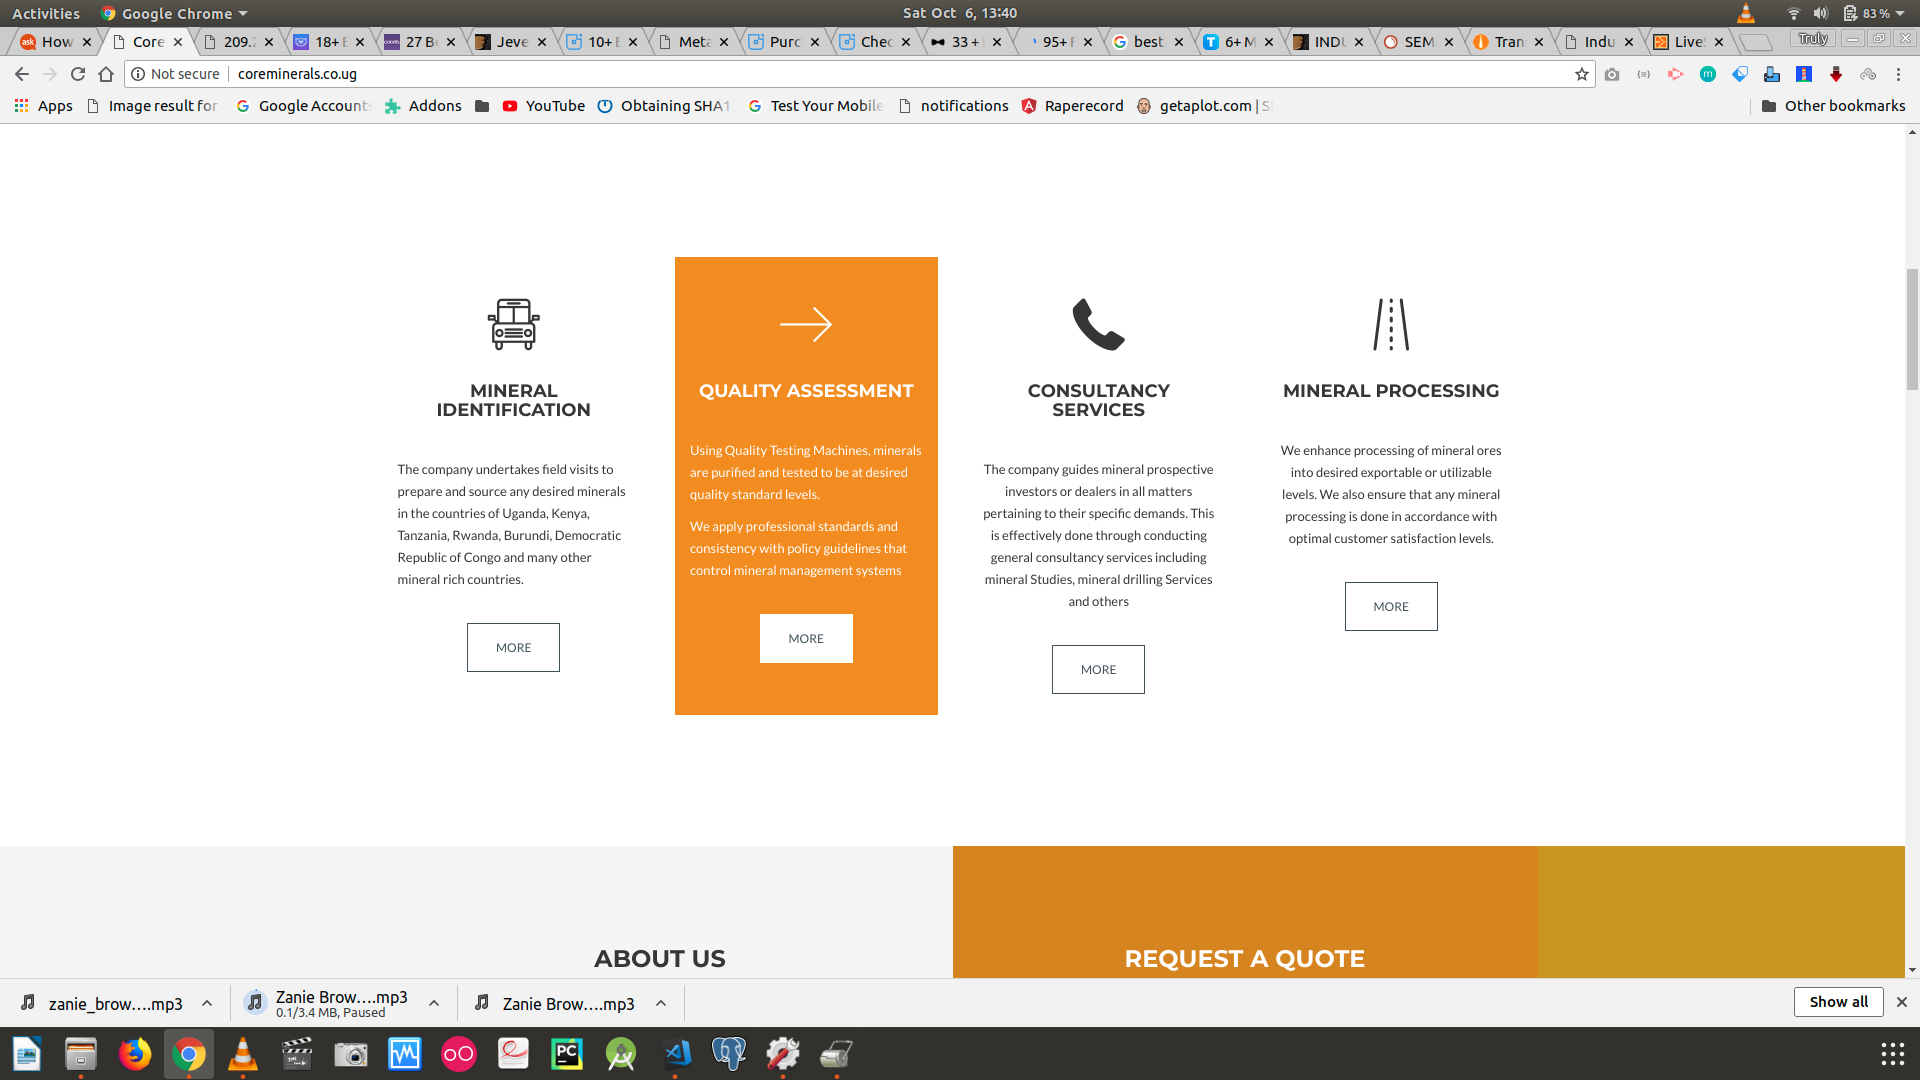 Activities
Google Chrome
Sat Oct 6, 13:40
83 %
How
Core
209.
18+ E
27 B
Jeve
10+ E
Meta
Purc
Chec
33 +
95+ F
best
6+ M
INDU
SEM
Tran
Indu
Live
Truly
Not secure
coreminerals.co.ug
Apps
Image result for
Google Account
Addons
YouTube
Obtaining SHA1
Test Your Mobile
notifications
Raperecord
getaplot.com |
Other bookmarks
MINERAL
IDENTIFICATION
The company undertakes field visits to
prepare and source any desired minerals
in the countries of Uganda, Kenya,
Tanzania, Rwanda, Burundi, Democratic
Republic of Congo and many other
mineral rich countries.
MORE
QUALITY ASSESSMENT
Using Quality Testing Machines, minerals
are purified and tested to be at desired
quality standard levels.
We apply professional standards and
consistency with policy guidelines that
control mineral management systems
MORE
CONSULTANCY
SERVICES
The company guides mineral prospective
investors or dealers in all matters
pertaining to their specific demands. This
is effectively done through conducting
general consultancy services including
mineral Studies, mineral drilling Services
and others
MORE
MINERAL PROCESSING
We enhance processing of mineral ores
into desired exportable or utilizable
levels. We also ensure that any mineral
processing is done in accordance with
optimal customer satisfaction levels.
MORE
ABOUT US
REQUEST A QUOTE
zanie_brow....mp3
Zanie Brow....mp3
0.1/3.4 MB, Paused
Zanie Brow....mp3
Show all